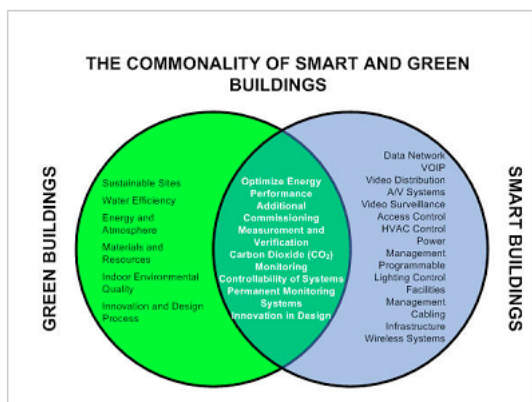 THE COMMONALITY OF SMART AND GREEN
BUILDINGS
GREEN BUILDINGS
Sustainable Sites
Water Efficiency
Energy and
Atmosphere
Materials and
Resources
Indoor Environmental
Quality
Innovation and Design
Process
Optimize Energy
Performance
Additional
Commissioning
Measurement and
Verification
Carbon Dioxide (CO₂)
Monitoring
Controllability of Systems
Permanent Monitoring
Systems
Innovation in Design
Data Network
VOIP
Video Distribution
A/V Systems
Video Surveillance
Access Control
HVAC Control
Power
Management
Programmable
Lighting Control
Facilities
Management
Cabling
Infrastructure
Wireless Systems
SMART BUILDINGS